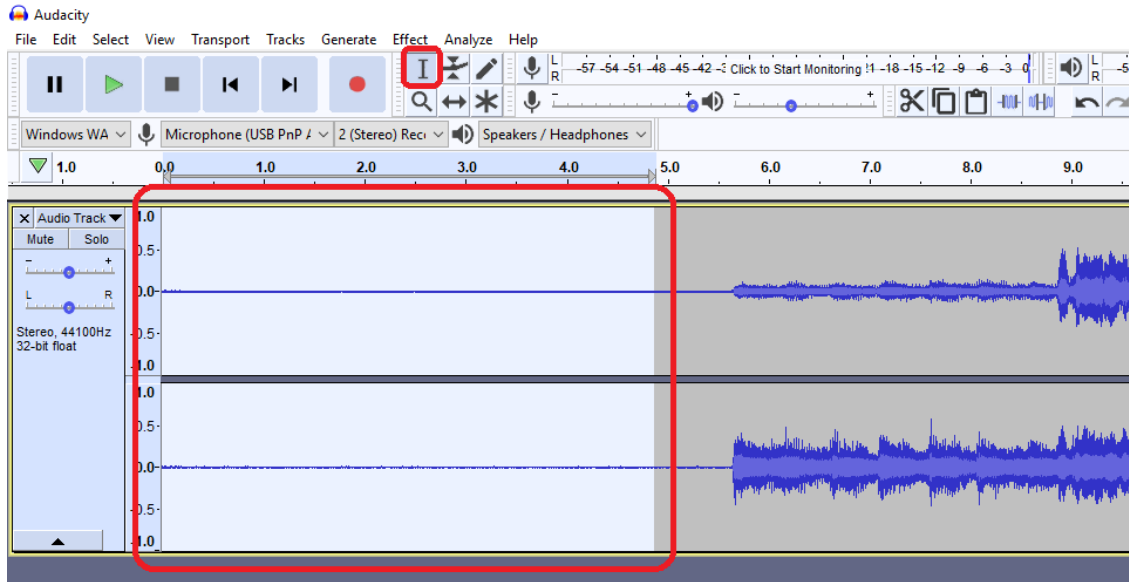 Audacity
File Edit Select View Transport Tracks Generate Effect Analyze Help
L
R
-57 -54 -51 -48 -45 -42 Click to Start Monitoring -18 -15 -12 -9 -6 -3 0
L
R
-5
- + - +
Windows WA Microphone (USB PnP 2 (Stereo) Rec Speakers / Headphones
1.0 0.0 1.0 2.0 3.0 4.0 5.0 6.0 7.0 8.0 9.0
X Audio Track 1.0
Mute Solo
0.5-
- +
L R
0.0-
Stereo, 44100Hz
32-bit float
-0.5-
-1.0
1.0
0.5-
0.0-
-0.5-
-1.0